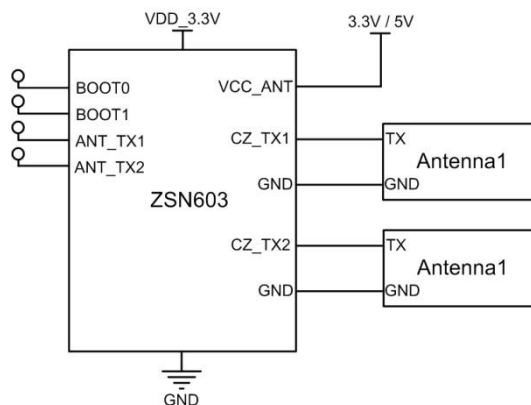 VDD_3.3V
3.3V / 5V
BOOT0
BOOT1
ANT_TX1
ANT_TX2
ZSN603
VCC_ANT
CZ_TX1
GND
CZ_TX2
GND
TX
Antenna1
GND
TX
Antenna1
GND
GND